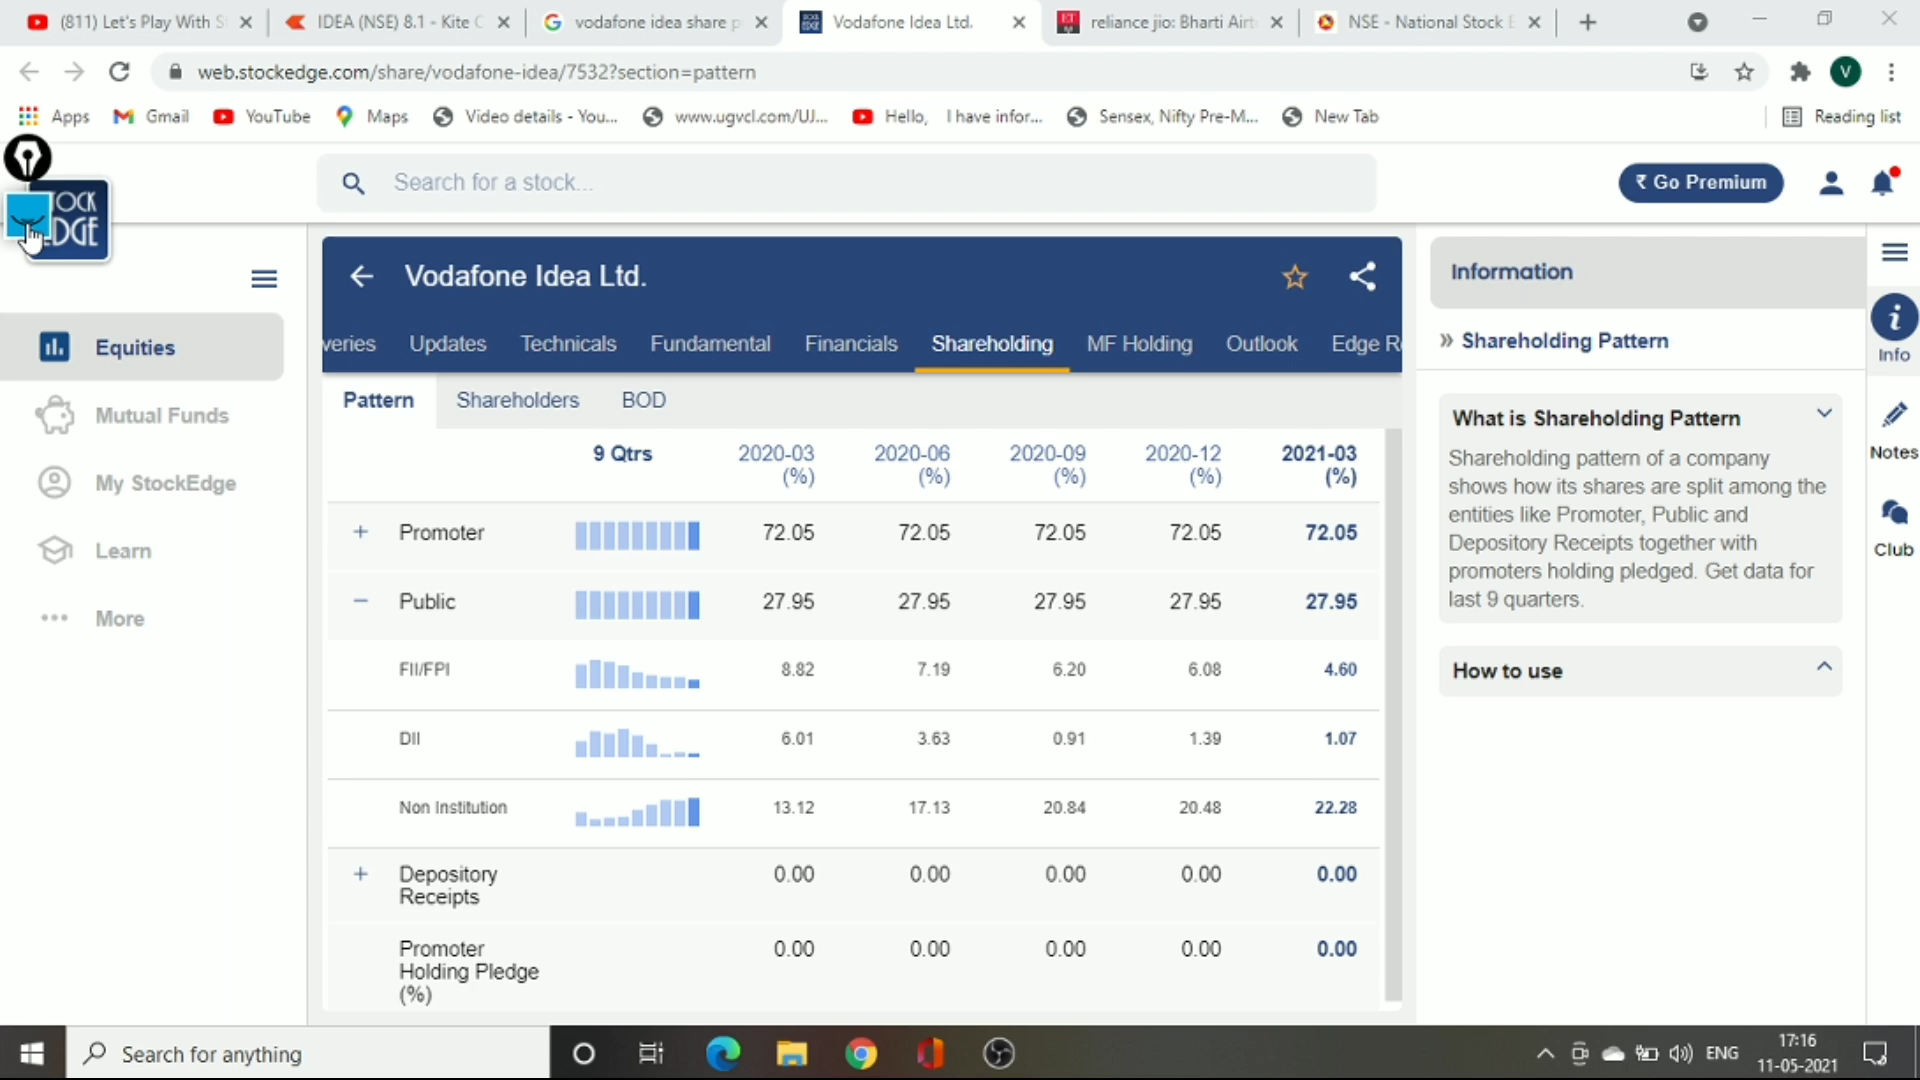 (811) Let's Play With S
IDEA (NSE) 8.1 - Kite C
vodafone idea share p
Vodafone Idea Ltd.
reliance jio: Bharti Airt
NSE - National Stock E
web.stockedge.com/share/vodafone-idea/7532?section=pattern
V
Apps
Gmail
YouTube
Maps
Video details - You...
www.ugvcl.com/UJ...
Hello, I have infor...
Sensex, Nifty Pre-M...
New Tab
Reading list
Search for a stock...
₹ Go Premium
OCK
EDGE
Equities
Mutual Funds
My StockEdge
Learn
More
Vodafone Idea Ltd.
veries Updates Technicals Fundamental Financials Shareholding MF Holding Outlook Edge R
Pattern Shareholders BOD
9 Qtrs 2020-03 2020-06 2020-09 2020-12 2021-03
(%) (%) (%) (%) (%)
+ Promoter 72.05 72.05 72.05 72.05 72.05
− Public 27.95 27.95 27.95 27.95 27.95
FII/FPI 8.82 7.19 6.20 6.08 4.60
DII 6.01 3.63 0.91 1.39 1.07
Non Institution 13.12 17.13 20.84 20.48 22.28
+ Depository 0.00 0.00 0.00 0.00 0.00
Receipts
Promoter 0.00 0.00 0.00 0.00 0.00
Holding Pledge
(%)
Information
» Shareholding Pattern
What is Shareholding Pattern
Shareholding pattern of a company
shows how its shares are split among the
entities like Promoter, Public and
Depository Receipts together with
promoters holding pledged. Get data for
last 9 quarters.
How to use
i
Info
Notes
Club
Search for anything
ENG
17:16
11-05-2021